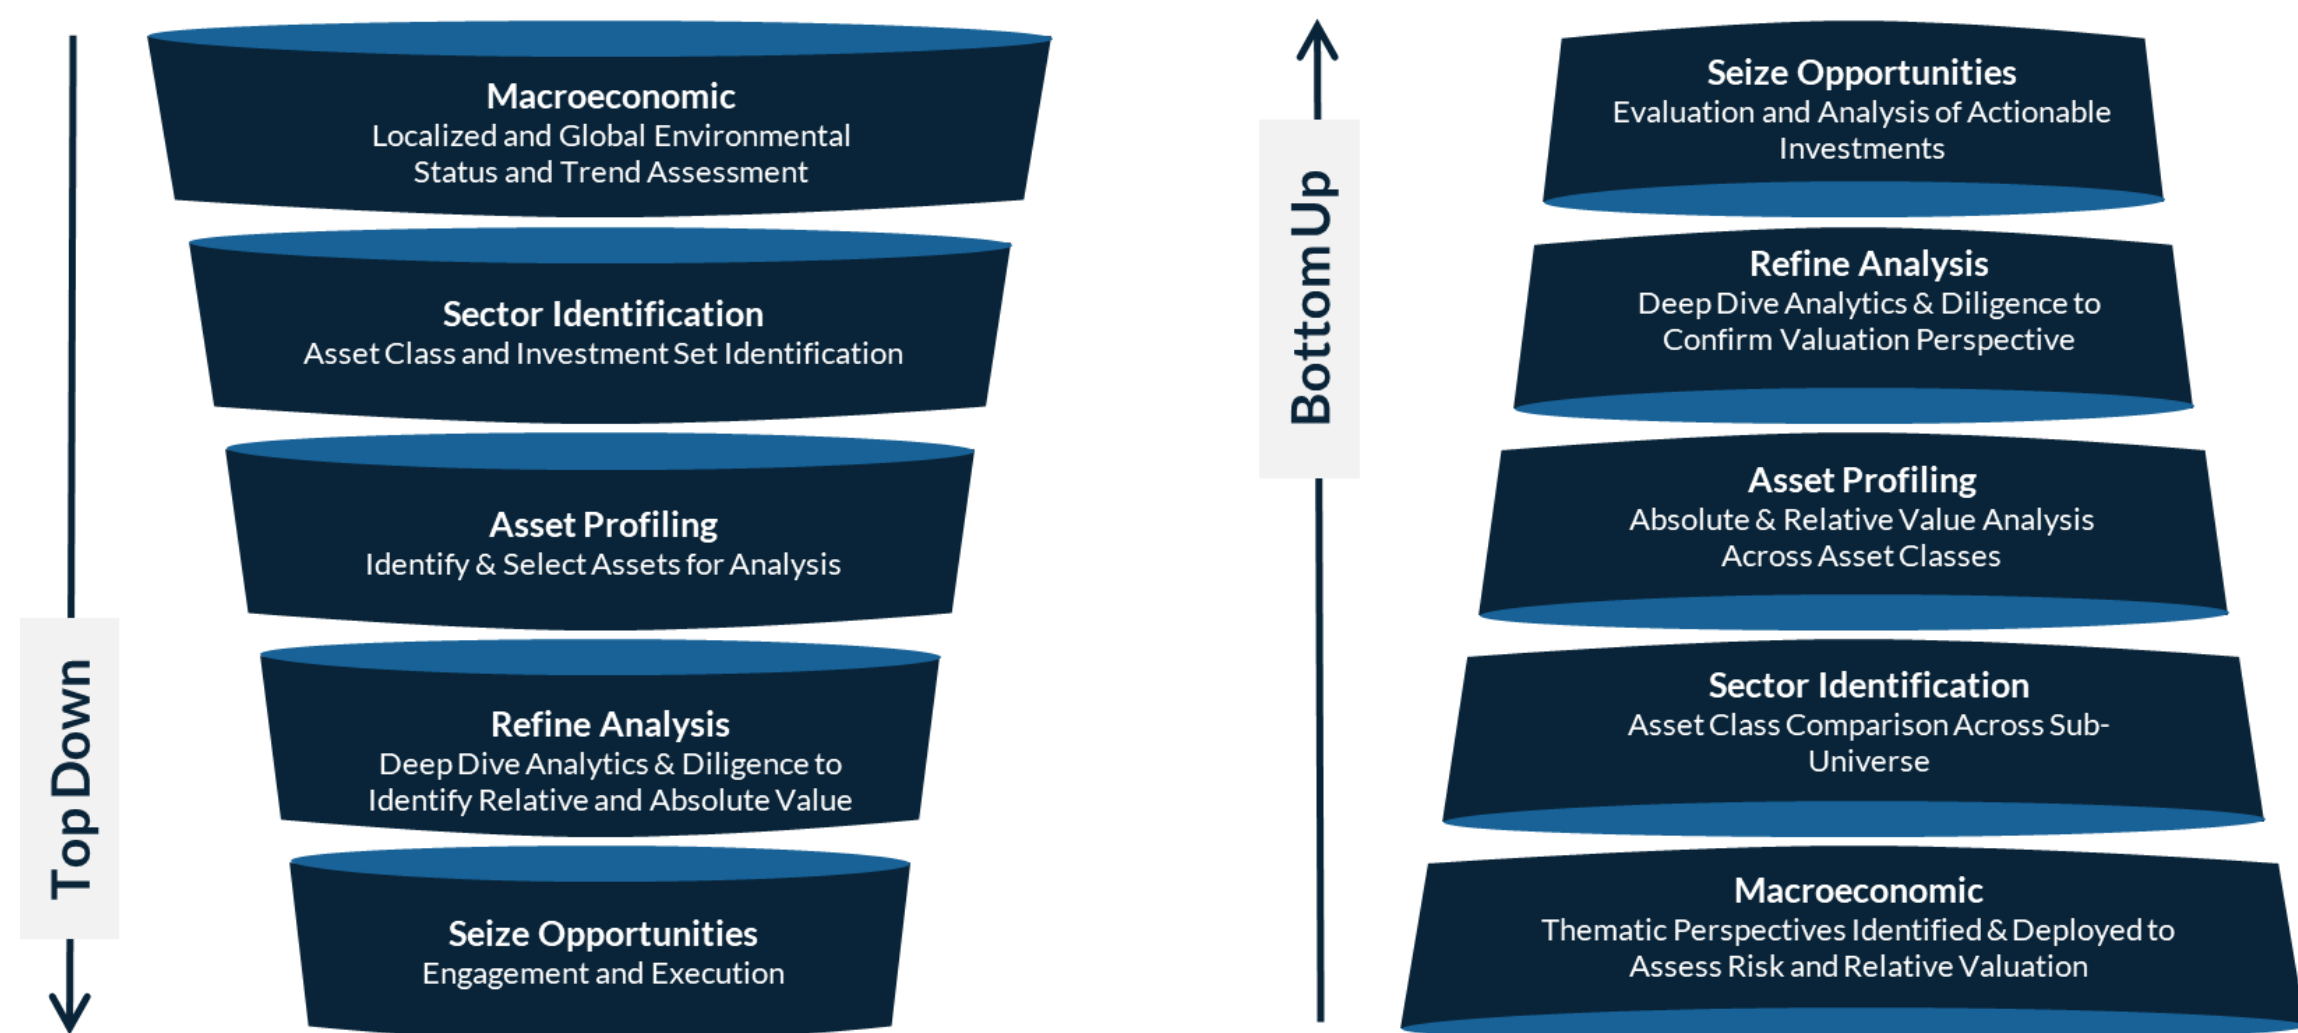 Top Down
Macroeconomic
Localized and Global Environmental
Status and Trend Assessment
Sector Identification
Asset Class and Investment Set Identification
Asset Profiling
Identify & Select Assets for Analysis
Refine Analysis
Deep Dive Analytics & Diligence to
Identify Relative and Absolute Value
Seize Opportunities
Engagement and Execution
Bottom Up
Seize Opportunities
Evaluation and Analysis of Actionable
Investments
Refine Analysis
Deep Dive Analytics & Diligence to
Confirm Valuation Perspective
Asset Profiling
Absolute & Relative Value Analysis
Across Asset Classes
Sector Identification
Asset Class Comparison Across Sub-
Universe
Macroeconomic
Thematic Perspectives Identified & Deployed to
Assess Risk and Relative Valuation